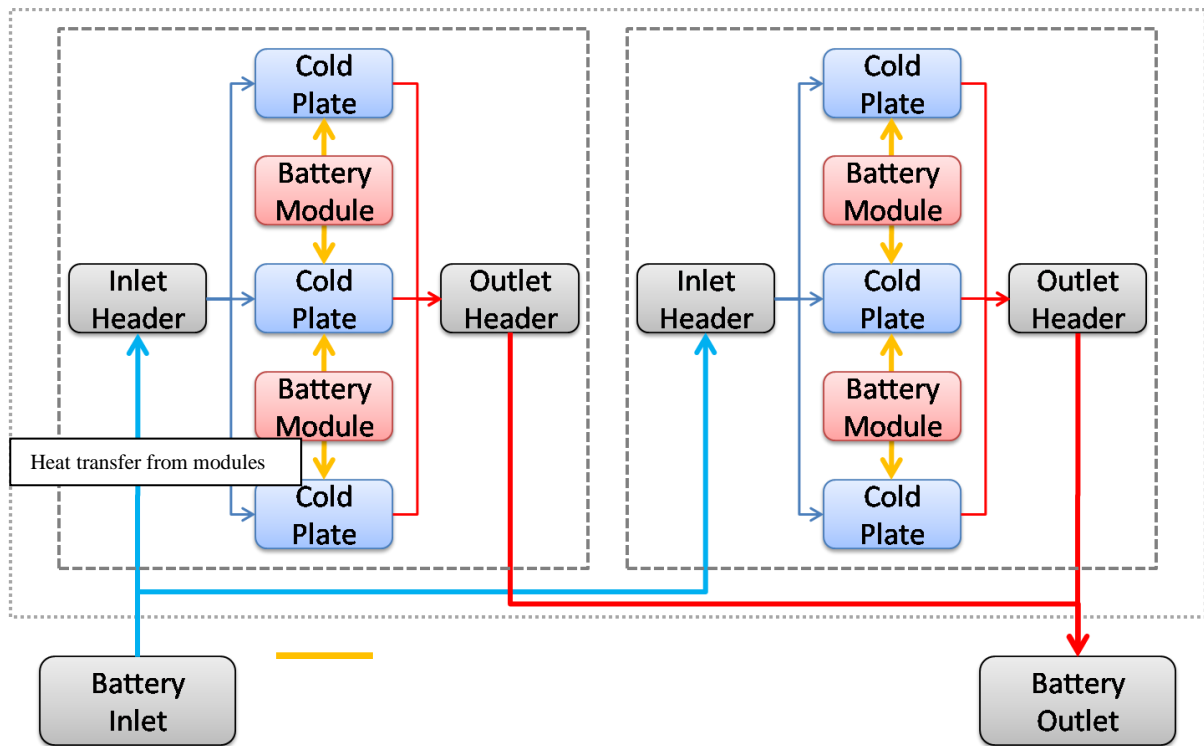 Cold
Plate
Battery
Module
Inlet
Header
Cold
Plate
Outlet
Header
Battery
Module
Heat transfer from modules
Cold
Plate
Cold
Plate
Battery
Module
Inlet
Header
Cold
Plate
Outlet
Header
Battery
Module
Cold
Plate
Battery
Inlet
Battery
Outlet